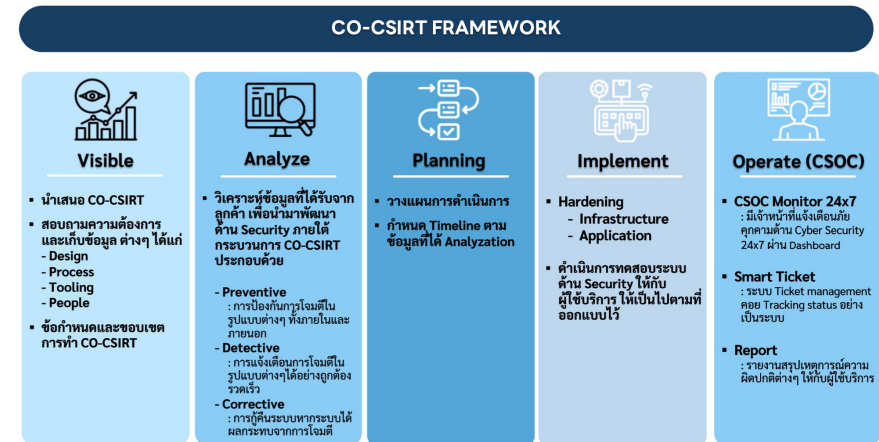 CO-CSIRT FRAMEWORK
Visible
▪ นำเสนอ CO-CSIRT
▪ สอบถามความต้องการ
และเก็บข้อมูล ต่างๆ ได้แก่
- Design
- Process
- Tooling
- People
▪ ข้อกำหนดและขอบเขต
การทำ CO-CSIRT
Analyze
▪ วิเคราะห์ข้อมูลที่ได้รับจาก
ลูกค้า เพื่อนำมาพัฒนา
ด้าน Security ภายใต้
กระบวนการ CO-CSIRT
ประกอบด้วย
- Preventive
: การป้องกันการโจมตีใน
รูปแบบต่างๆ ทั้งภายในและ
ภายนอก
- Detective
: การแจ้งเตือนการโจมตีใน
รูปแบบต่างๆได้อย่างถูกต้อง
รวดเร็ว
- Corrective
: การกู้คืนระบบหากระบบได้
ผลกระทบจากการโจมตี
Planning
▪ วางแผนการดำเนินการ
▪ กำหนด Timeline ตาม
ข้อมูลที่ได้ Analyzation
Implement
▪ Hardening
- Infrastructure
- Application
▪ ดำเนินการทดสอบระบบ
ด้าน Security ให้กับ
ผู้ใช้บริการ ให้เป็นไปตามที่
ออกแบบไว้
Operate (CSOC)
▪ CSOC Monitor 24x7
: มีเจ้าหน้าที่แจ้งเตือนภัย
คุกคามด้าน Cyber Security
24x7 ผ่าน Dashboard
▪ Smart Ticket
: ระบบ Ticket management
คอย Tracking status อย่าง
เป็นระบบ
▪ Report
: รายงานสรุปเหตุการณ์ความ
ผิดปกติต่างๆ ให้กับผู้ใช้บริการ